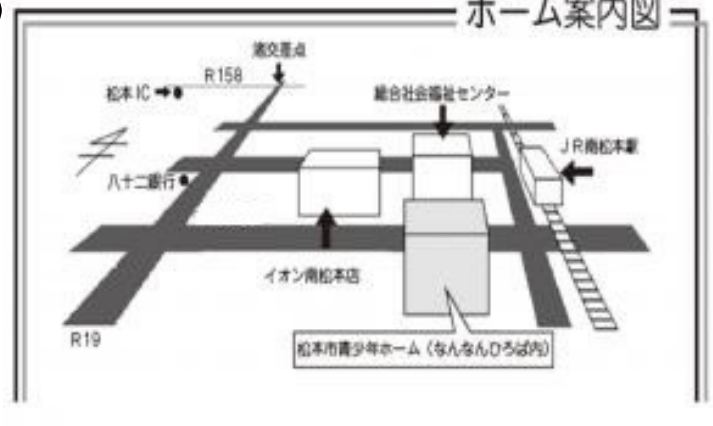 ホーム案内図
渚交差点
R158
松本IC
総合社会福祉センター
JR南松本駅
八十二銀行
イオン南松本店
R19
松本市青少年ホーム（なんなんひろば内）